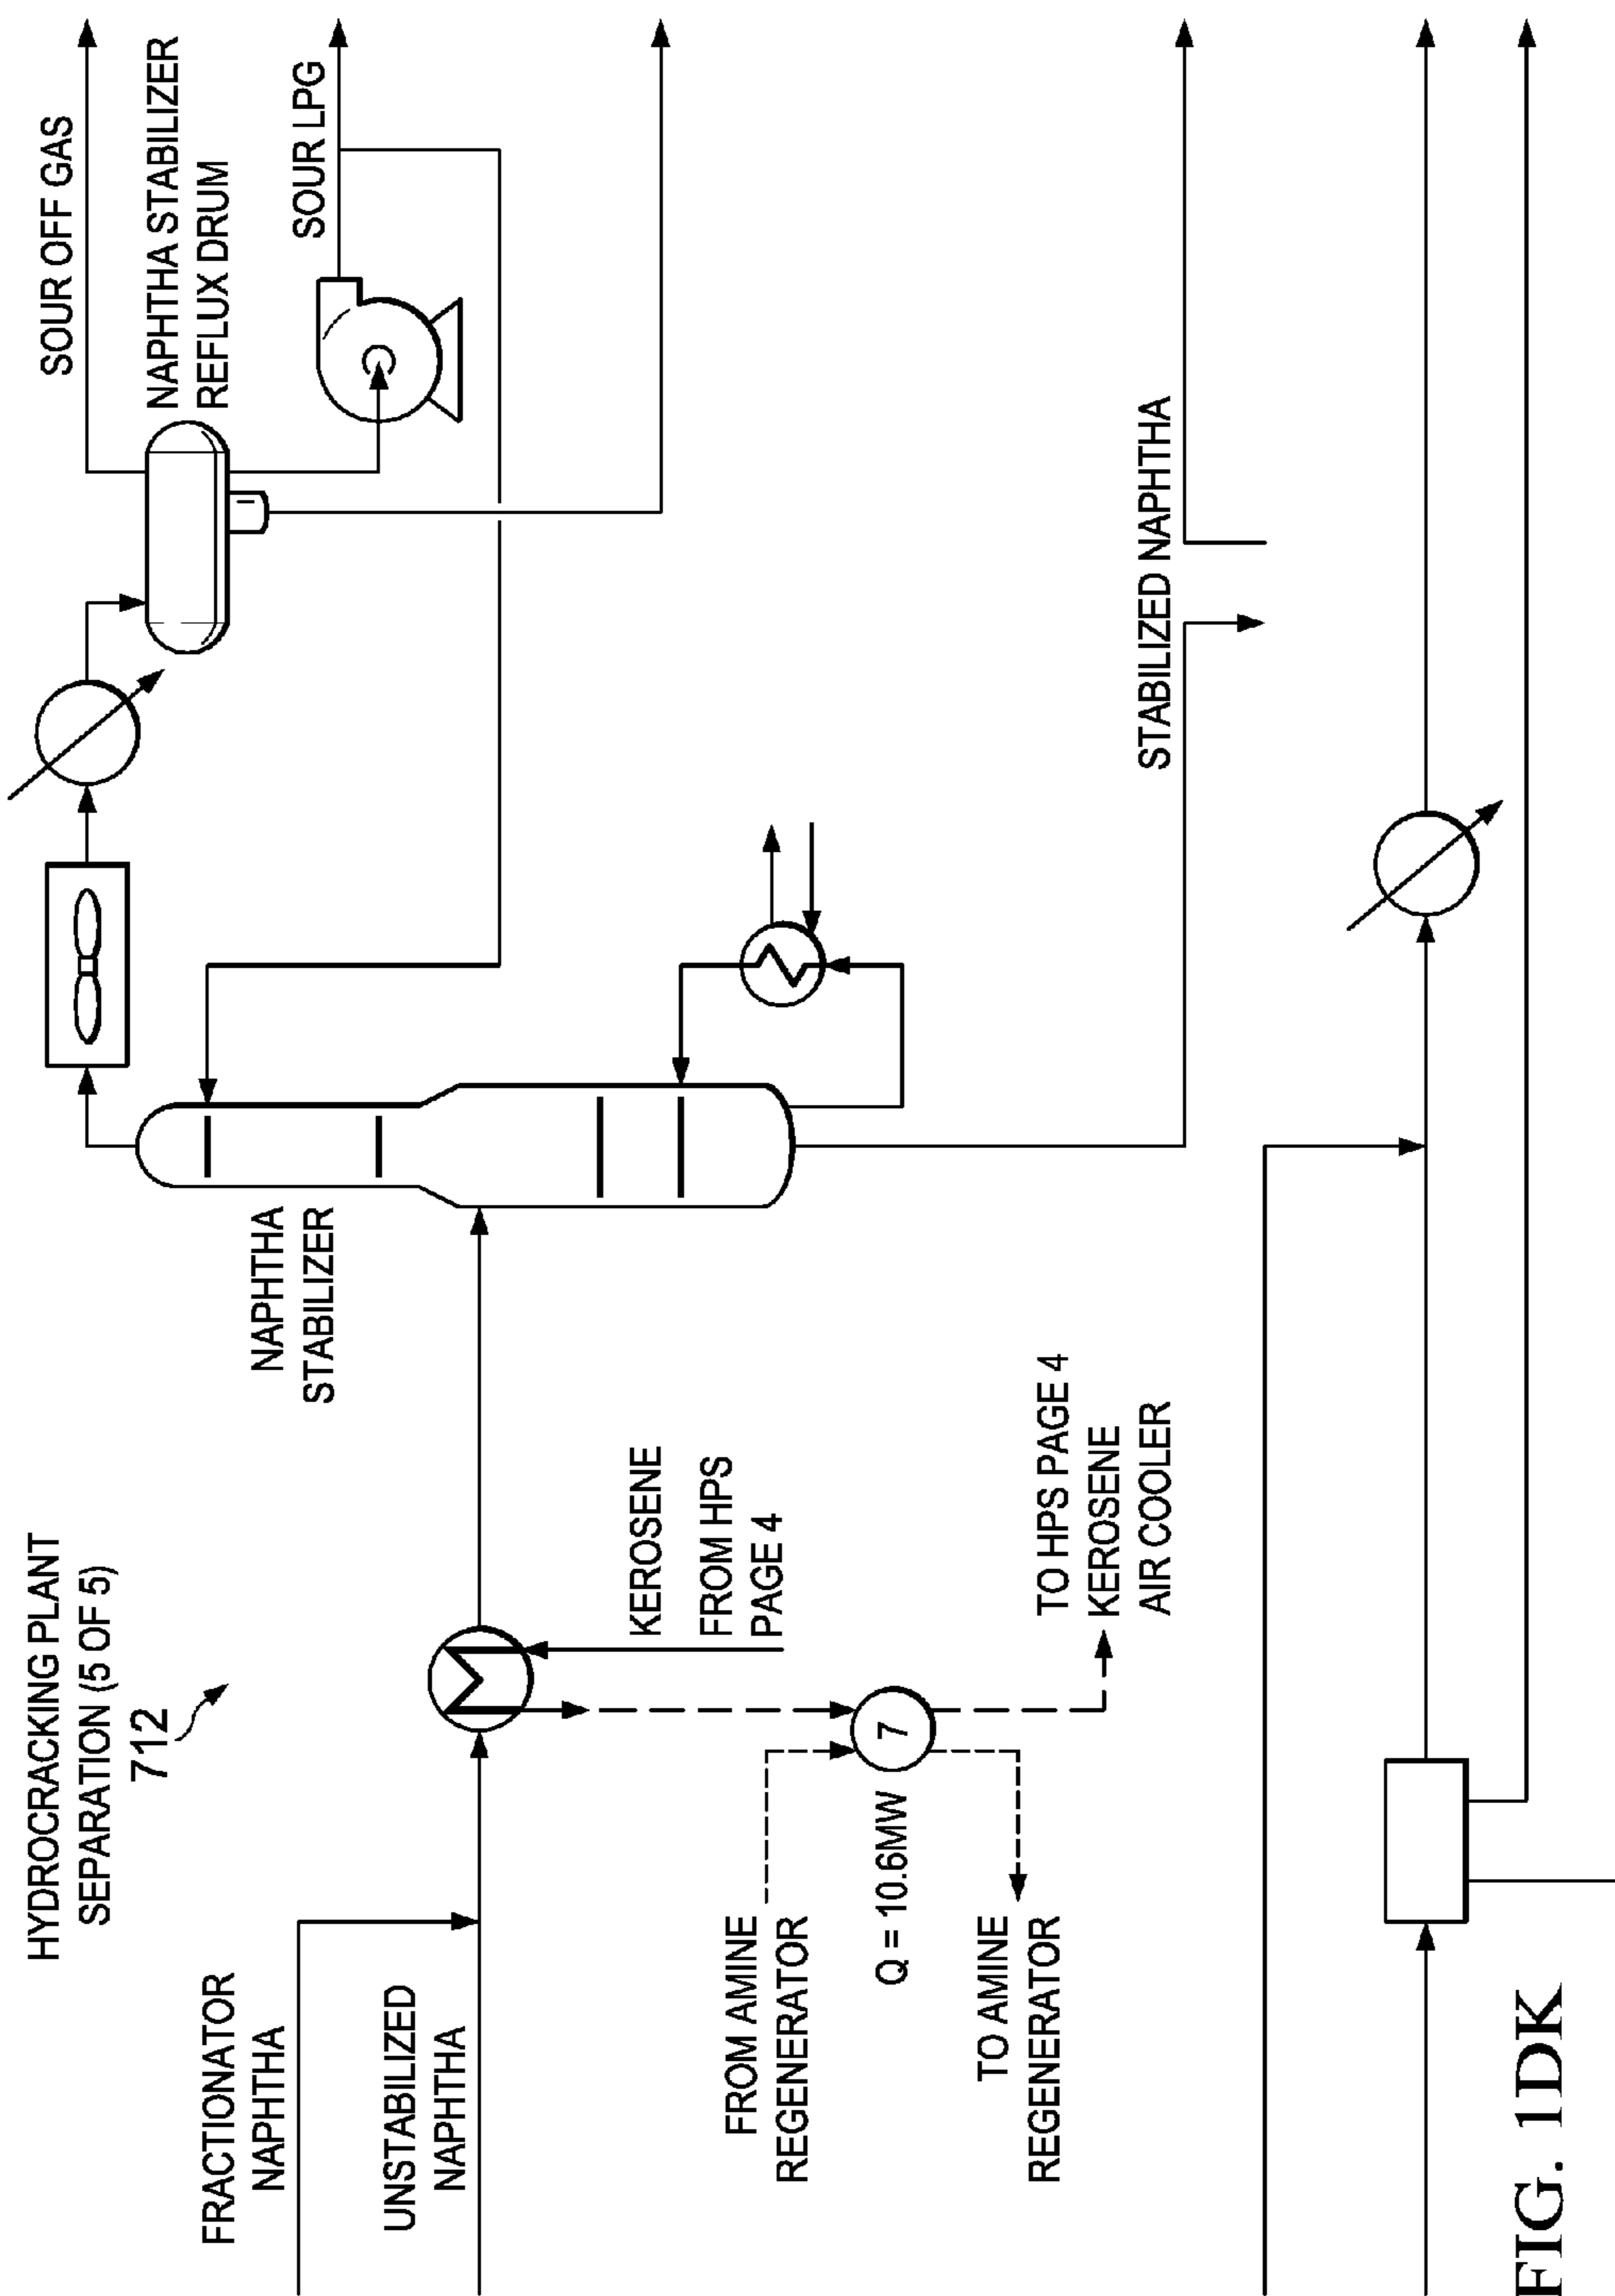 HYDROCRACKING PLANT
SEPARATION (5 OF 5)
712
FRACTIONATOR
NAPHTHA
UNSTABILIZED
NAPHTHA
NAPHTHA
STABILIZER
SOUR OFF GAS
NAPHTHA STABILIZER
REFLUX DRUM
SOUR LPG
KEROSENE
FROM HPS
PAGE 4
FROM AMINE
REGENERATOR
Q = 10.6MW
7
TO AMINE
REGENERATOR
TO HPS PAGE 4
KEROSENE
AIR COOLER
STABILIZED NAPHTHA
FIG. 1DK